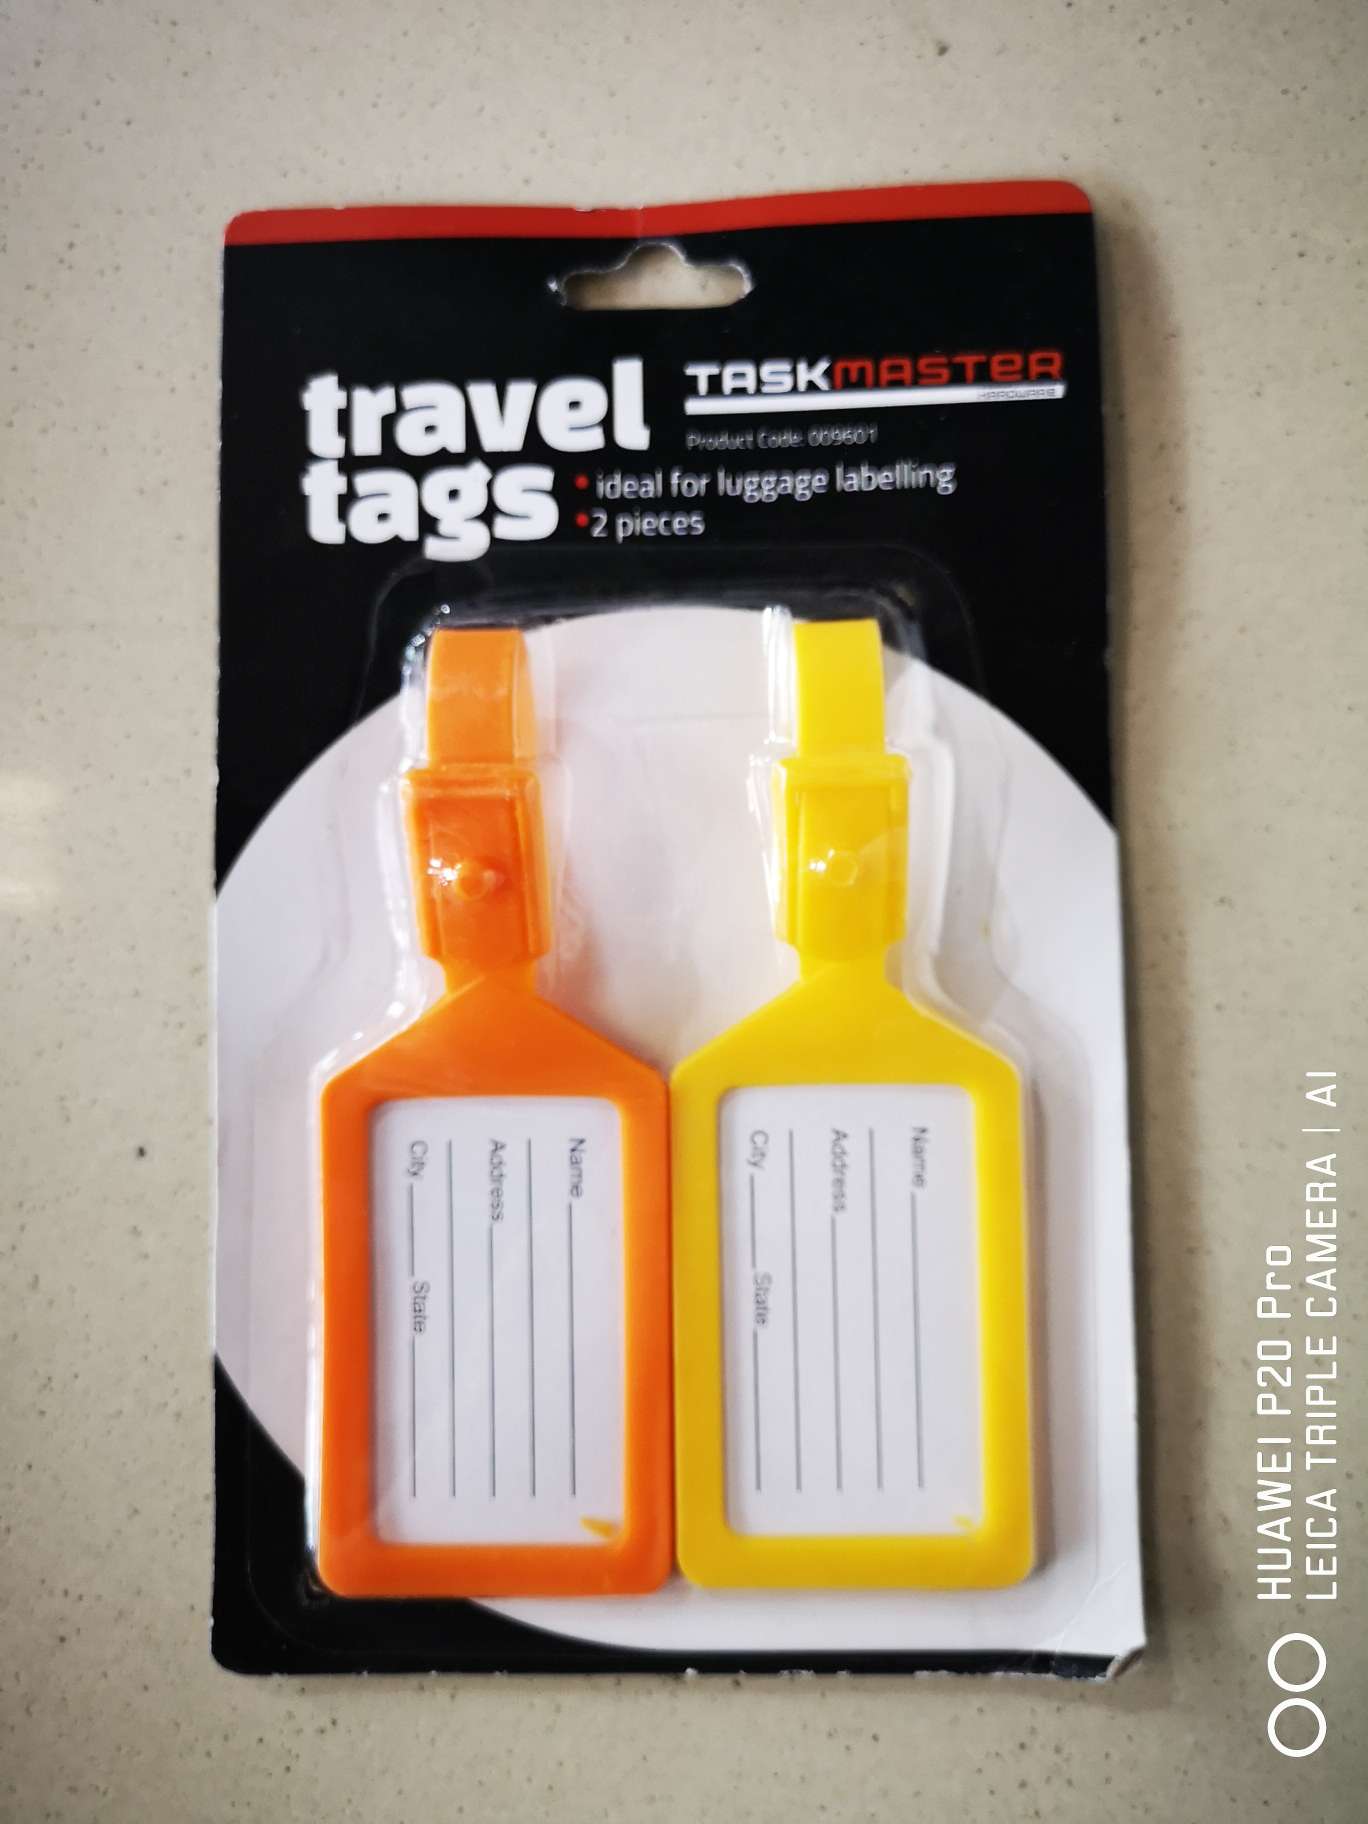 travel
tags
TASKMASTER
HARDWARE
Product Code: 009601
• ideal for luggage labelling
• 2 pieces
Name
Address
City State
Name
Address
City State
HUAWEI P20 Pro
LEICA TRIPLE CAMERA | AI